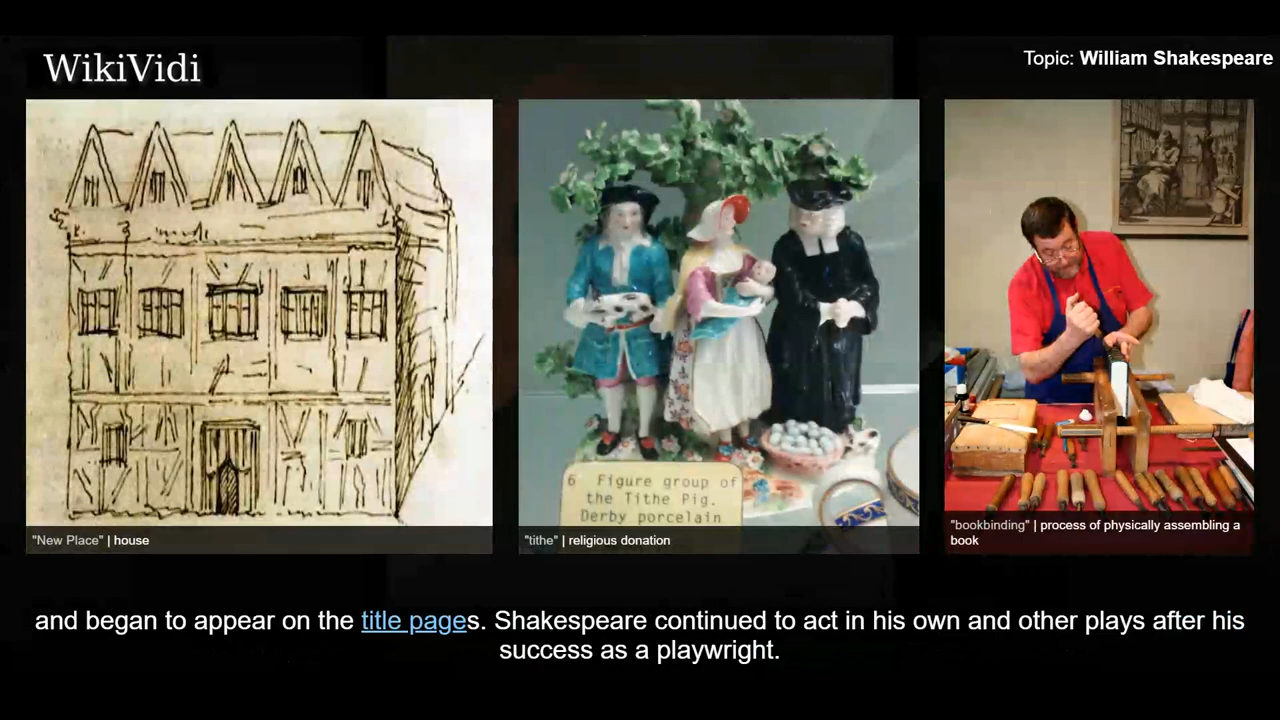 WikiVidi
Topic: William Shakespeare
6 Figure group of
the Tithe Pig.
Derby porcelain
"New Place" | house
"tithe" | religious donation
"bookbinding" | process of physically assembling a
book
and began to appear on the title pages. Shakespeare continued to act in his own and other plays after his
success as a playwright.